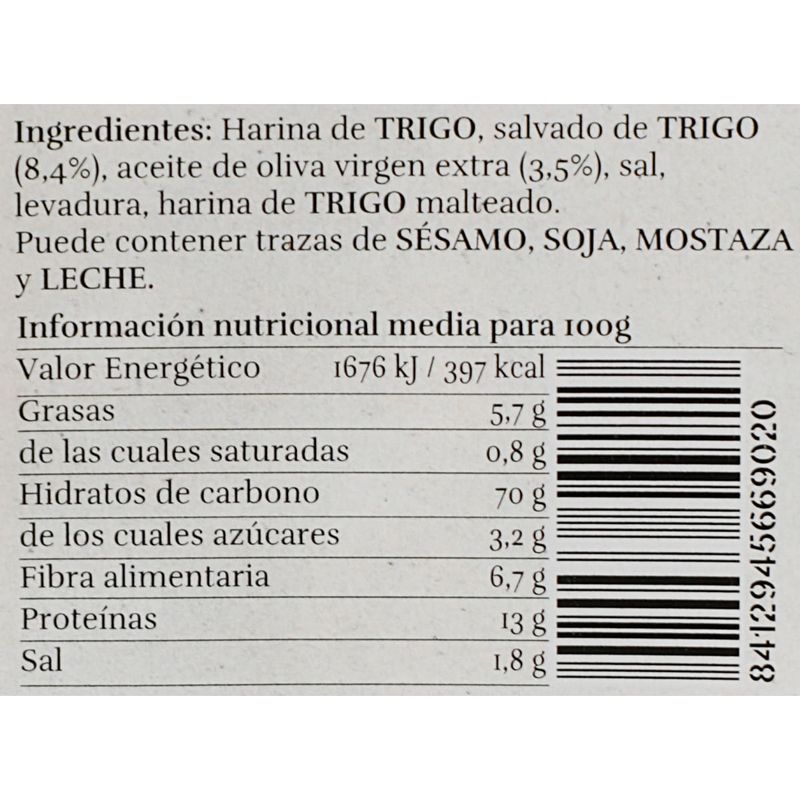 Ingredientes: Harina de TRIGO, salvado de TRIGO
(8,4%), aceite de oliva virgen extra (3,5%), sal,
levadura, harina de TRIGO malteado.
Puede contener trazas de SÉSAMO, SOJA, MOSTAZA
y LECHE.
Información nutricional media para 100g
Valor Energético 1676 kJ / 397 kcal
Grasas 5,7 g
de las cuales saturadas 0,8 g
Hidratos de carbono 70 g
de los cuales azúcares 3,2 g
Fibra alimentaria 6,7 g
Proteínas 13 g
Sal 1,8 g
8412945669020